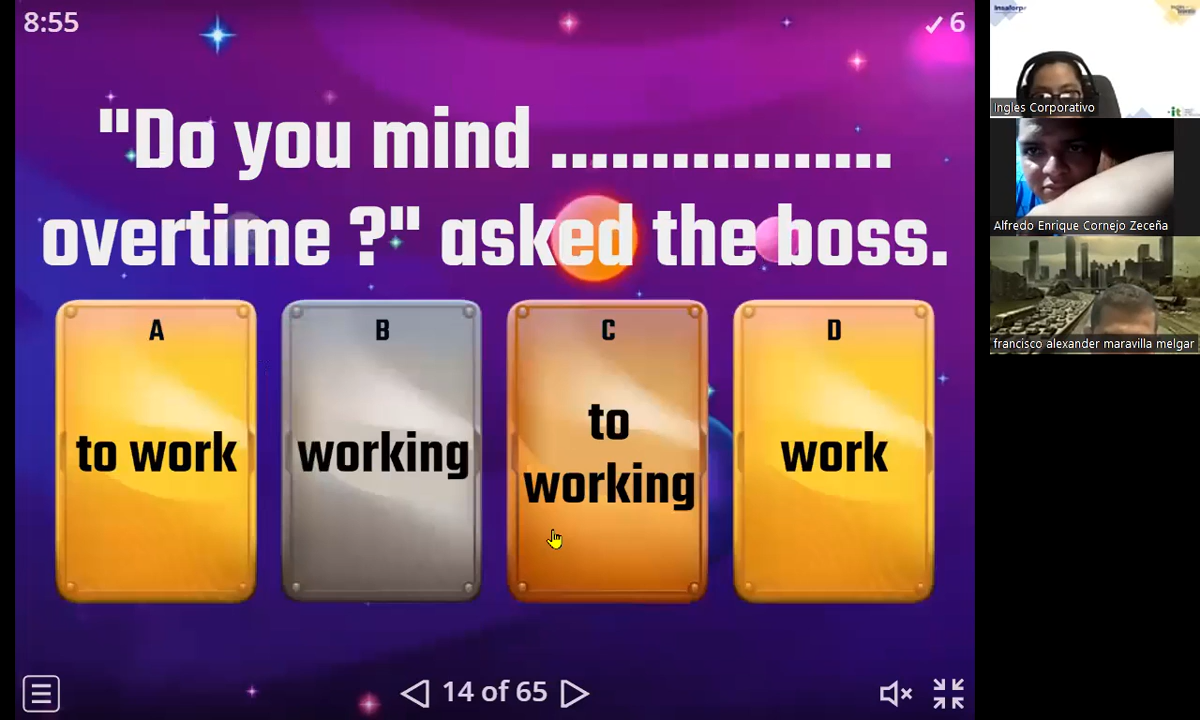 8:55
6
"Do you mind ................
overtime ?" asked the boss.
A
to work
B
working
C
to
working
D
work
14 of 65
Insaforp
Ingles Corporativo
Alfredo Enrique Cornejo Zeceña
francisco alexander maravilla melgar